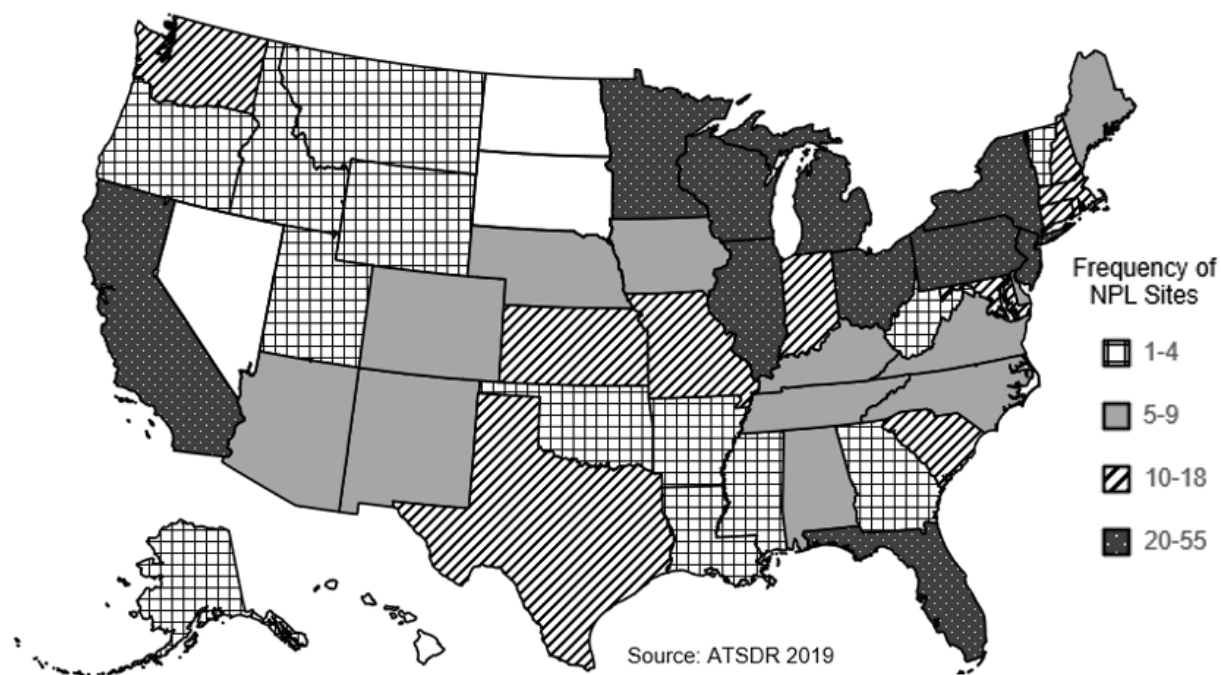 Frequency of
NPL Sites
1-4
5-9
10-18
20-55
Source: ATSDR 2019